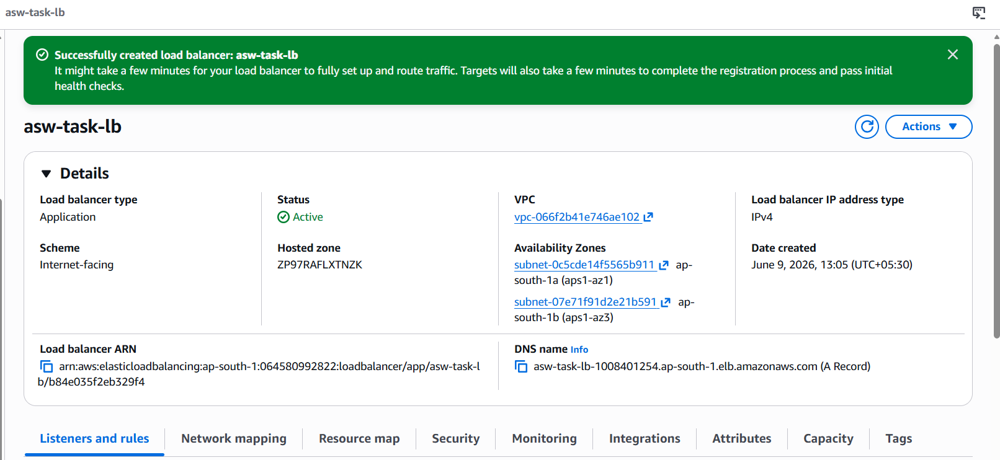 asw-task-lb
Successfully created load balancer: asw-task-lb
It might take a few minutes for your load balancer to fully set up and route traffic. Targets will also take a few minutes to complete the registration process and pass initial
health checks.
asw-task-lb
Actions
Details
Load balancer type
Application
Status
Active
VPC
vpc-066f2b41e746ae102
Load balancer IP address type
IPv4
Scheme
Internet-facing
Hosted zone
ZP97RAFLXTNZK
Availability Zones
subnet-0c5cde14f5565b911 ap-
south-1a (aps1-az1)
subnet-07e71f91d2e21b591 ap-
south-1b (aps1-az3)
Date created
June 9, 2026, 13:05 (UTC+05:30)
Load balancer ARN
arn:aws:elasticloadbalancing:ap-south-1:064580992822:loadbalancer/app/asw-task-l
b/b84e035f2eb329f4
DNS name Info
asw-task-lb-1008401254.ap-south-1.elb.amazonaws.com (A Record)
Listeners and rules Network mapping Resource map Security Monitoring Integrations Attributes Capacity Tags